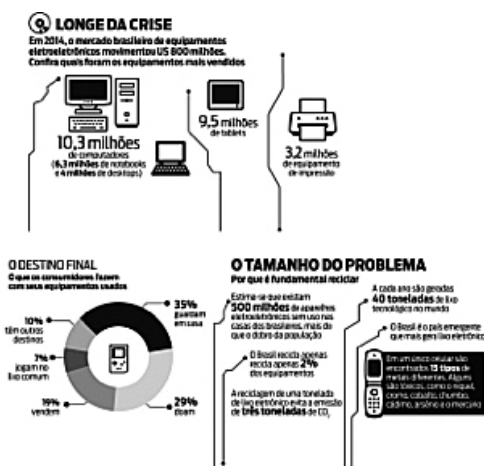 LONGE DA CRISE
Em 2014, o mercado brasileiro de equipamentos
eletroeletrônicos movimentou US 800 milhões.
Confira quais foram os equipamentos mais vendidos
10,3 milhões
de computadores
(6,3 milhões de notebooks
e 4 milhões de desktops)
9,5 milhões
de tablets
3,2 milhões
de equipamento
de impressão
O DESTINO FINAL
O que os consumidores fazem
com seus equipamentos usados
35%
guardam
em casa
10%
têm outros
destinos
7%
jogam no
lixo comum
19%
vendem
29%
doam
O TAMANHO DO PROBLEMA
Por que é fundamental reciclar
Estima-se que existam
500 milhões de aparelhos
eletroeletrônicos sem uso nas
casas dos brasileiros, mais do
que o dobro da população
O Brasil recicla apenas
recicla apenas 2%
dos equipamentos
A reciclagem de uma tonelada
de lixo eletrônico evita a emissão
de três toneladas de CO₂
A cada ano são geradas
40 toneladas de lixo
tecnológico no mundo
O Brasil é o país emergente
que mais gera lixo eletrônico
Em um único celular são
encontrados 15 tipos de
metais diferentes. Alguns
são tóxicos, como o níquel,
cromo, cobalto, chumbo,
cádmio, arsênio e o mercúrio